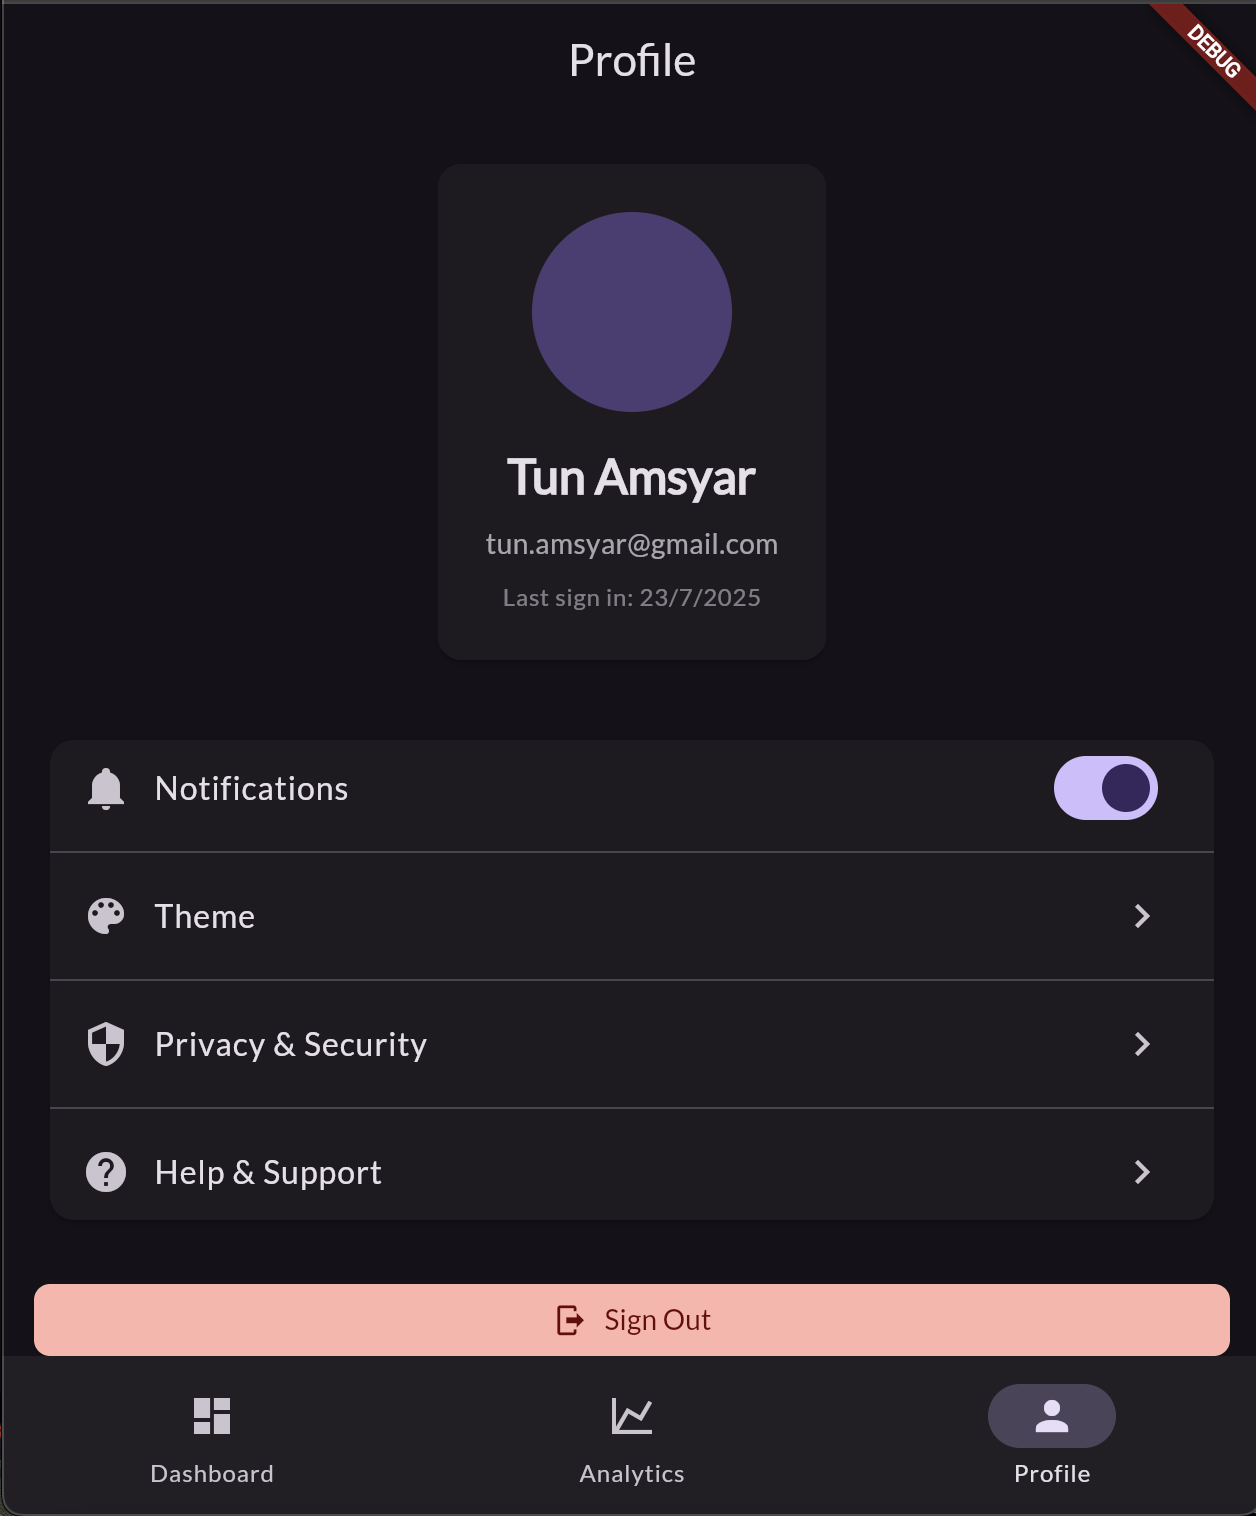 Profile
DEBUG
Tun Amsyar
tun.amsyar@gmail.com
Last sign in: 23/7/2025
Notifications
Theme
Privacy & Security
Help & Support
Sign Out
Dashboard
Analytics
Profile